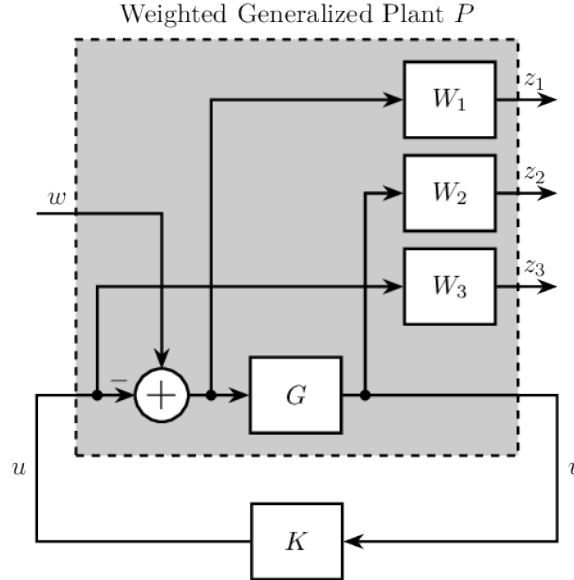 Weighted Generalized Plant P
W₁
z₁
W₂
z₂
w
W₃
z₃
−
+
G
u
K